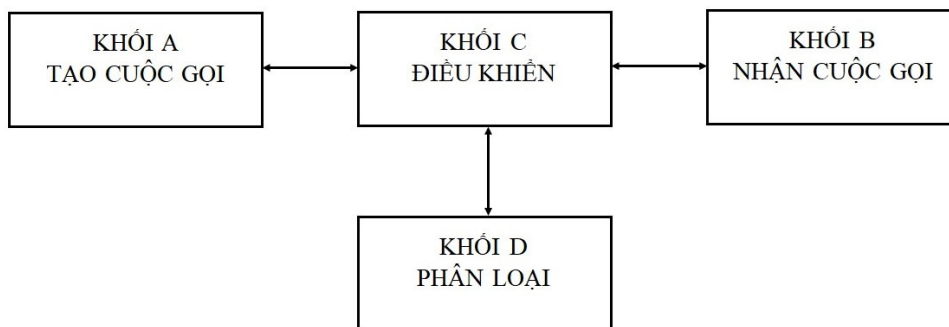 KHỐI A
TẠO CUỘC GỌI
KHỐI C
ĐIỀU KHIỂN
KHỐI B
NHẬN CUỘC GỌI
KHỐI D
PHÂN LOẠI